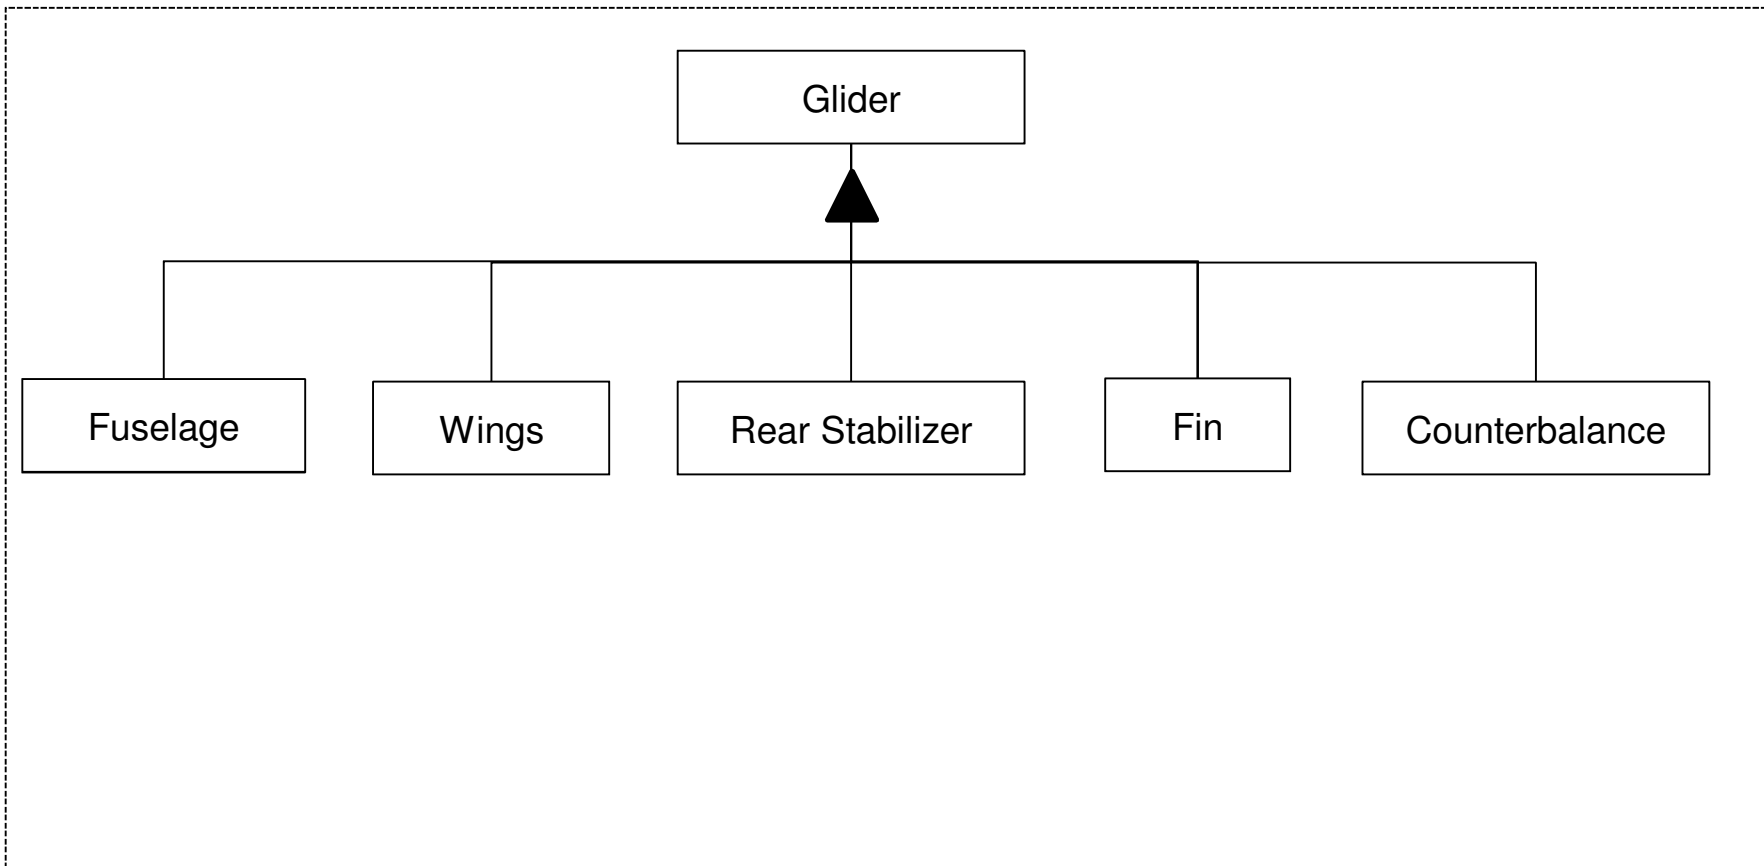 Glider
Fuselage
Wings
Rear Stabilizer
Fin
Counterbalance